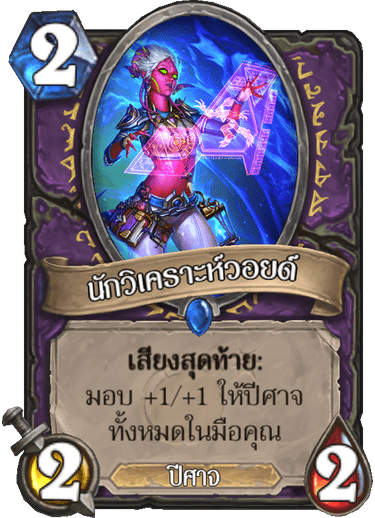 2
นักวิเคราะห์วอยด์
เสียงสุดท้าย:
มอบ +1/+1 ให้ปีศาจ
ทั้งหมดในมือคุณ
2
ปีศาจ
2